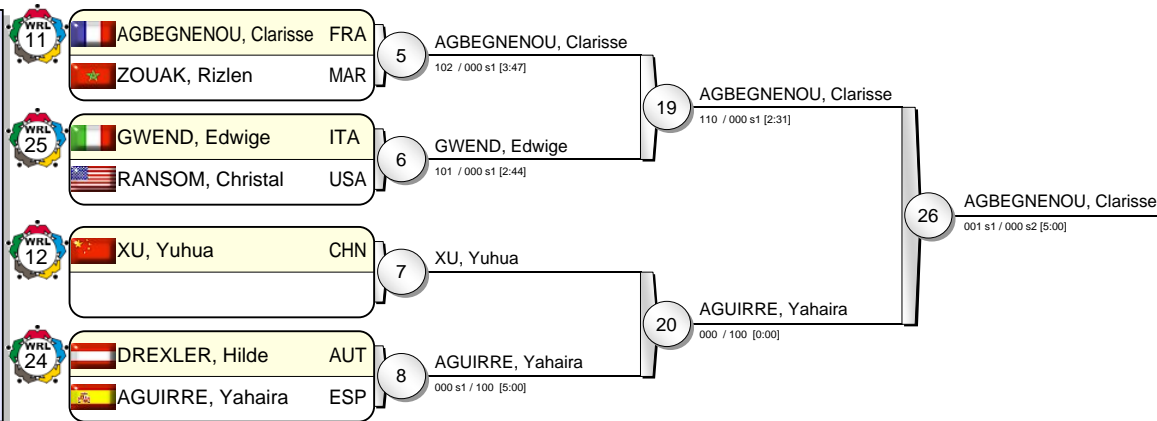 WRL
11
AGBEGNENOU, Clarisse FRA
ZOUAK, Rizlen MAR
5
AGBEGNENOU, Clarisse
102 / 000 s1 [3:47]
WRL
25
GWEND, Edwige ITA
RANSOM, Christal USA
6
GWEND, Edwige
101 / 000 s1 [2:44]
19
AGBEGNENOU, Clarisse
110 / 000 s1 [2:31]
WRL
12
XU, Yuhua CHN
7
XU, Yuhua
WRL
24
DREXLER, Hilde AUT
AGUIRRE, Yahaira ESP
8
AGUIRRE, Yahaira
000 s1 / 100 [5:00]
20
AGUIRRE, Yahaira
000 / 100 [0:00]
26
AGBEGNENOU, Clarisse
001 s1 / 000 s2 [5:00]